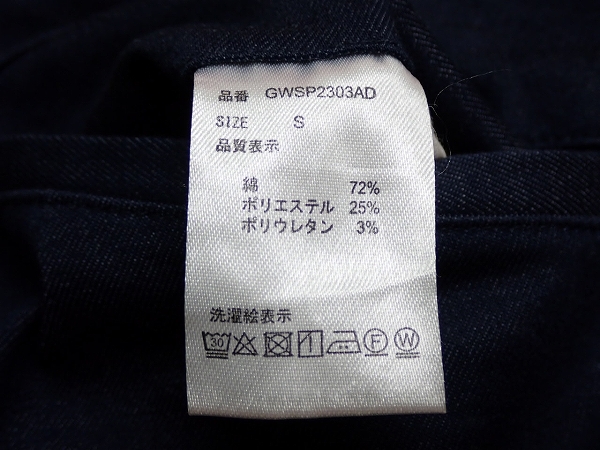 品番 GWSP2303AD
SIZE S
品質表示
綿 72%
ポリエステル 25%
ポリウレタン 3%
洗濯絵表示
30 F W